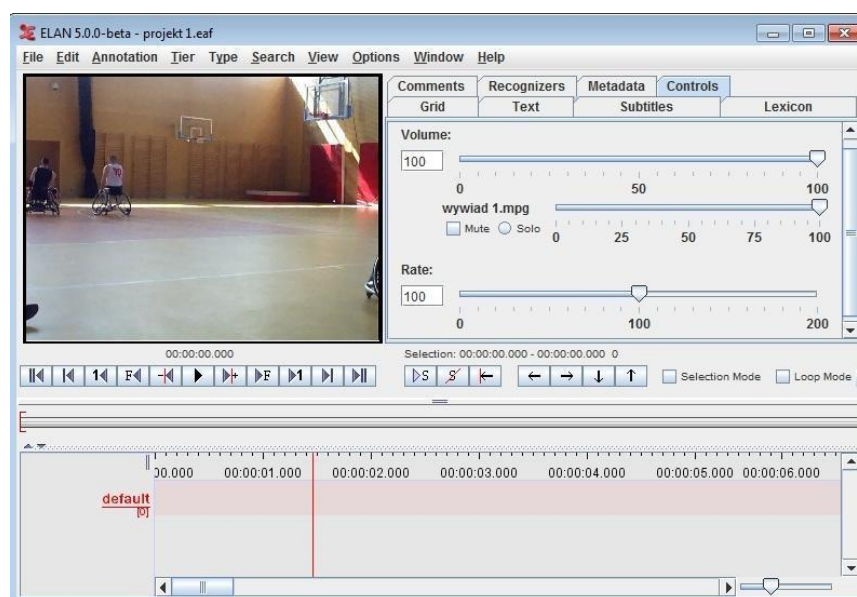 ELAN 5.0.0-beta - projekt 1.eaf
File Edit Annotation Tier Type Search View Options Window Help
Comments Recognizers Metadata Controls
Grid Text Subtitles Lexicon
Volume:
100
0 50 100
wywiad 1.mpg
Mute Solo
0 25 50 75 100
Rate:
100
0 100 200
00:00:00.000
Selection: 00:00:00.000 - 00:00:00.000 0
1 F - + F 1 S S Selection Mode Loop Mode
00.000 00:00:01.000 00:00:02.000 00:00:03.000 00:00:04.000 00:00:05.000 00:00:06.000
default
[0]